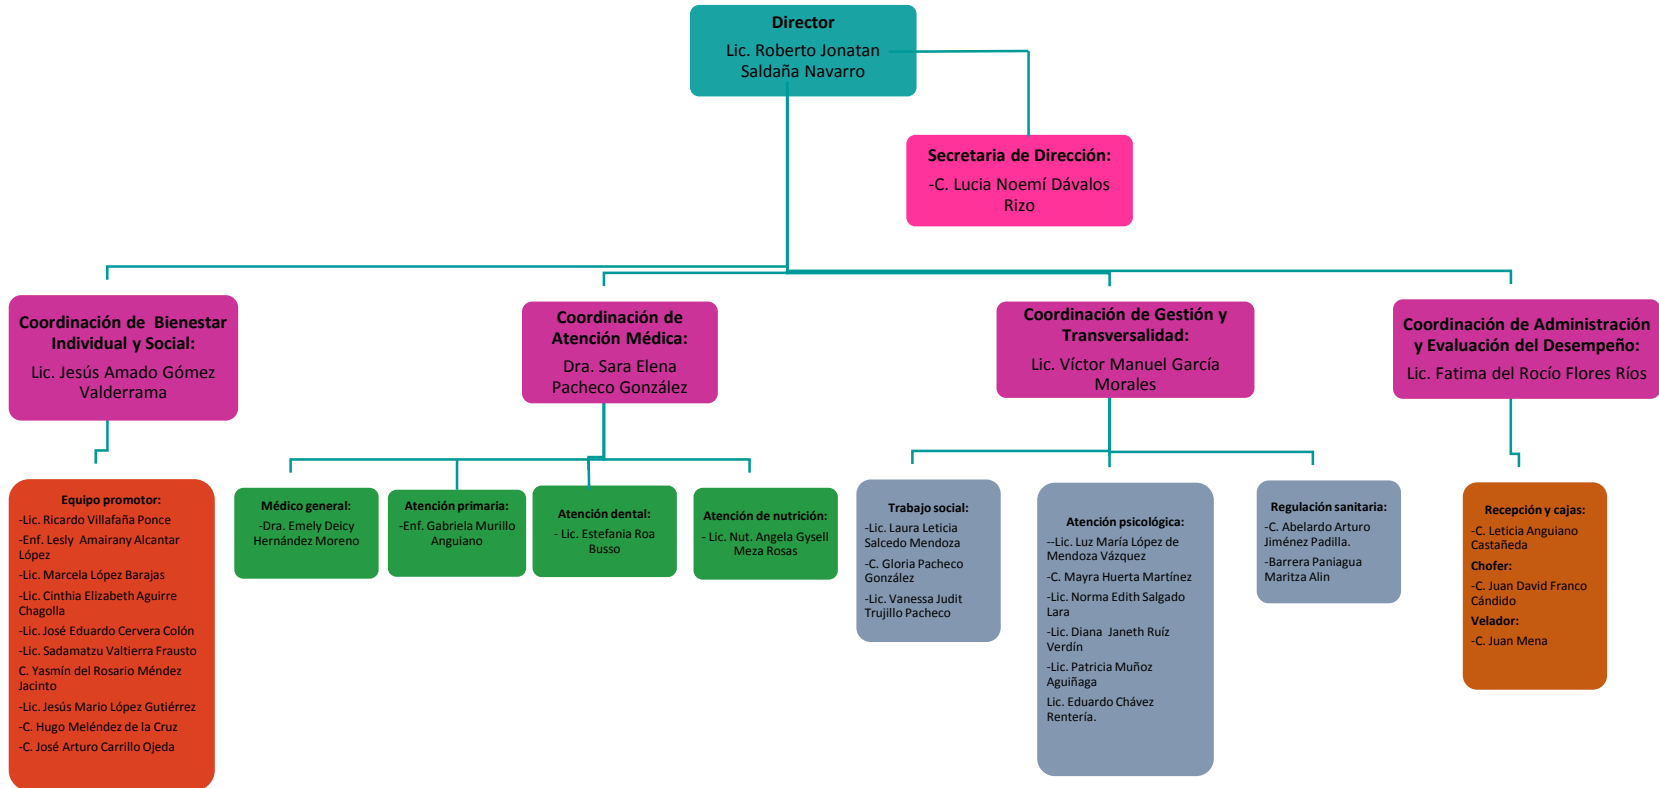 Director
Lic. Roberto Jonatan
Saldaña Navarro
Secretaria de Dirección:
-C. Lucia Noemí Dávalos
Rizo
Coordinación de Bienestar
Individual y Social:
Lic. Jesús Amado Gómez
Valderrama
Coordinación de
Atención Médica:
Dra. Sara Elena
Pacheco González
Coordinación de Gestión y
Transversalidad:
Lic. Víctor Manuel García
Morales
Coordinación de Administración
y Evaluación del Desempeño:
Lic. Fatima del Rocío Flores Ríos
Equipo promotor:
-Lic. Ricardo Villafaña Ponce
-Enf. Lesly Amairany Alcantar
López
-Lic. Marcela López Barajas
-Lic. Cinthia Elizabeth Aguirre
Chagolla
-Lic. José Eduardo Cervera Colón
-Lic. Sadamatzu Valtierra Frausto
C. Yasmín del Rosario Méndez
Jacinto
-Lic. Jesús Mario López Gutiérrez
-C. Hugo Meléndez de la Cruz
-C. José Arturo Carrillo Ojeda
Médico general:
-Dra. Emely Deicy
Hernández Moreno
Atención primaria:
-Enf. Gabriela Murillo
Anguiano
Atención dental:
- Lic. Estefania Roa
Busso
Atención de nutrición:
- Lic. Nut. Angela Gysell
Meza Rosas
Trabajo social:
-Lic. Laura Leticia
Salcedo Mendoza
-C. Gloria Pacheco
González
-Lic. Vanessa Judit
Trujillo Pacheco
Atención psicológica:
--Lic. Luz María López de
Mendoza Vázquez
-C. Mayra Huerta Martínez
-Lic. Norma Edith Salgado
Lara
-Lic. Diana Janeth Ruíz
Verdín
-Lic. Patricia Muñoz
Aguiñaga
Lic. Eduardo Chávez
Rentería.
Regulación sanitaria:
-C. Abelardo Arturo
Jiménez Padilla.
-Barrera Paniagua
Maritza Alin
Recepción y cajas:
-C. Leticia Anguiano
Castañeda
Chofer:
-C. Juan David Franco
Cándido
Velador:
-C. Juan Mena